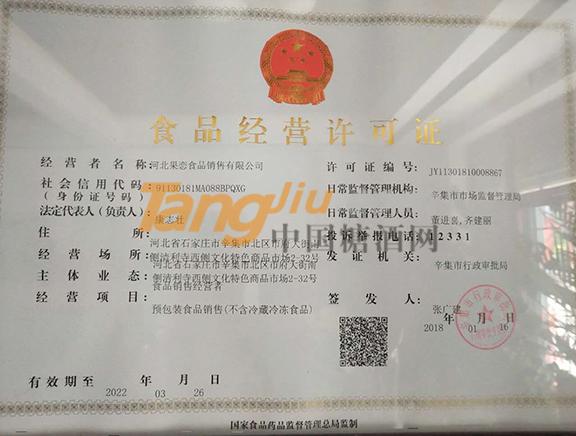 食品经营许可证
经营者名称:河北果态食品销售有限公司
许可证编号: JY11301810008867
社会信用代码:
(身份证号码) 91130181MA088BPQXG
日常监督管理机构: 辛集市市场监督管理局
法定代表人(负责人): 康志壮
日常监督管理人员: 董进喜,齐建丽
住 所: 河北省石家庄市辛集市北区市府大街南侧清利寺西侧文化特色商品市场2-32号
投诉举报电话: 12331
经营场所: 河北省石家庄市辛集市北区市府大街南侧清利寺西侧文化特色商品市场2-32号
发证机关: 辛集市行政审批局
主体业态: 食品销售经营者
经营项目: 预包装食品销售(不含冷藏冷冻食品)
签发人: 张广建
2018 年 01 月 16 日
有效期至 2022 年 03 月 26 日
国家食品药品监督管理总局监制
TangJiu
中国糖酒网